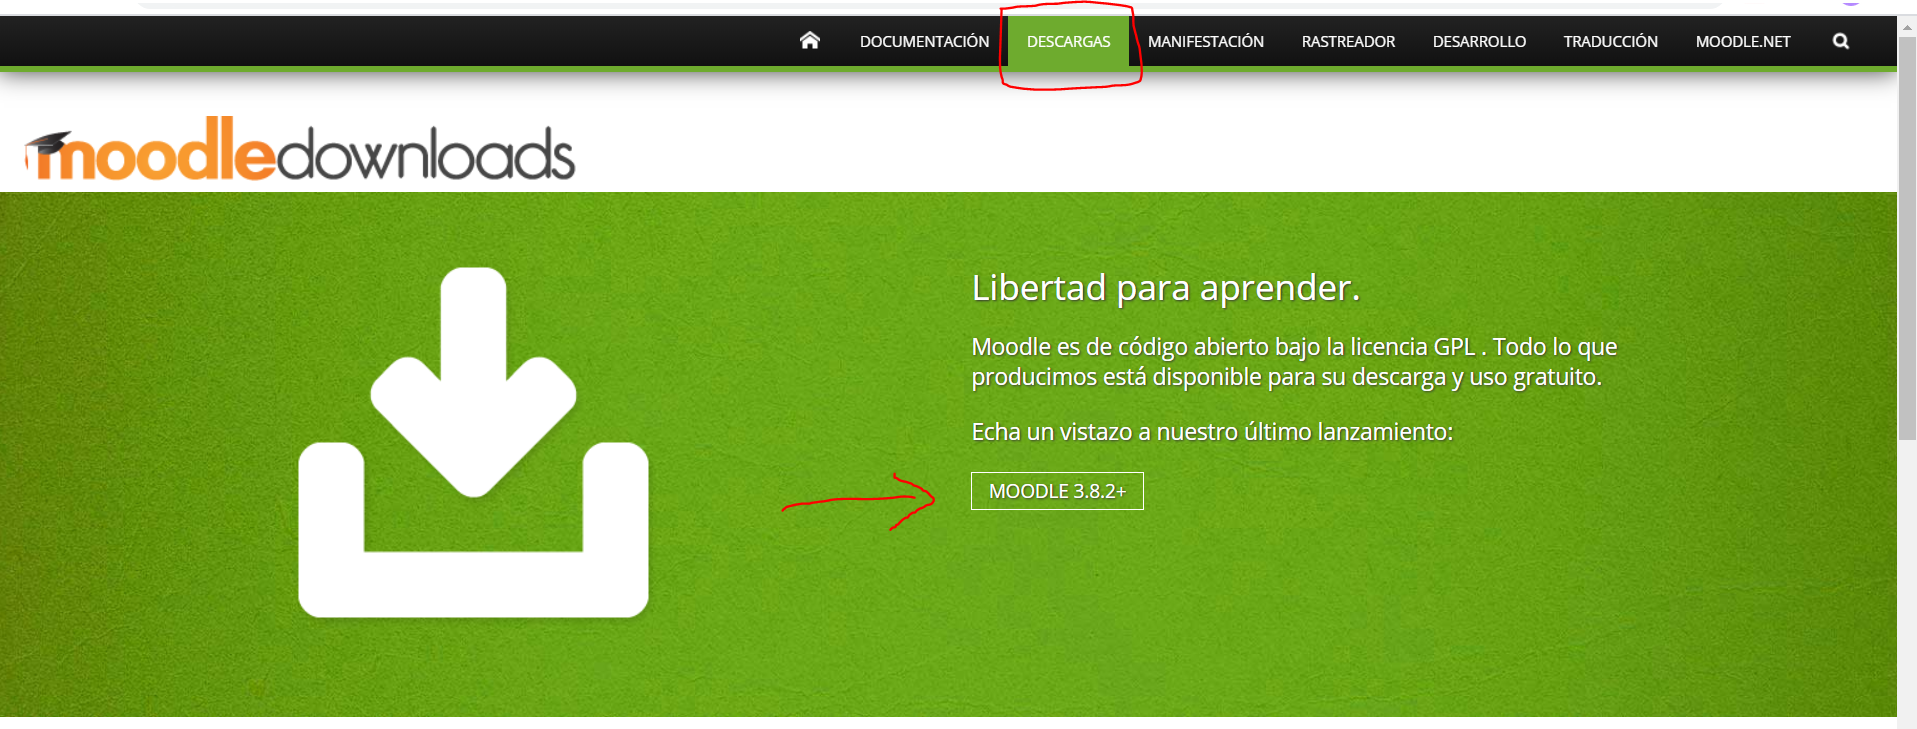 DOCUMENTACIÓN DESCARGAS MANIFESTACIÓN RASTREADOR DESARROLLO TRADUCCIÓN MOODLE.NET
moodledownloads
Libertad para aprender.
Moodle es de código abierto bajo la licencia GPL . Todo lo que
producimos está disponible para su descarga y uso gratuito.
Echa un vistazo a nuestro último lanzamiento:
MOODLE 3.8.2+